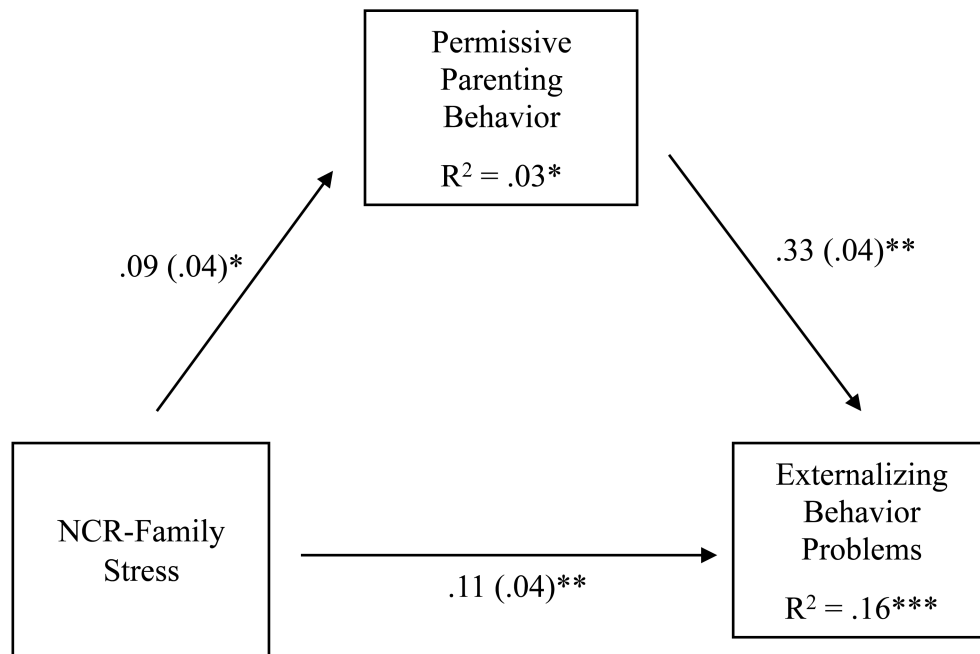 Permissive
Parenting
Behavior
R² = .03*
.09 (.04)*
.33 (.04)**
NCR-Family
Stress
.11 (.04)**
Externalizing
Behavior
Problems
R² = .16***